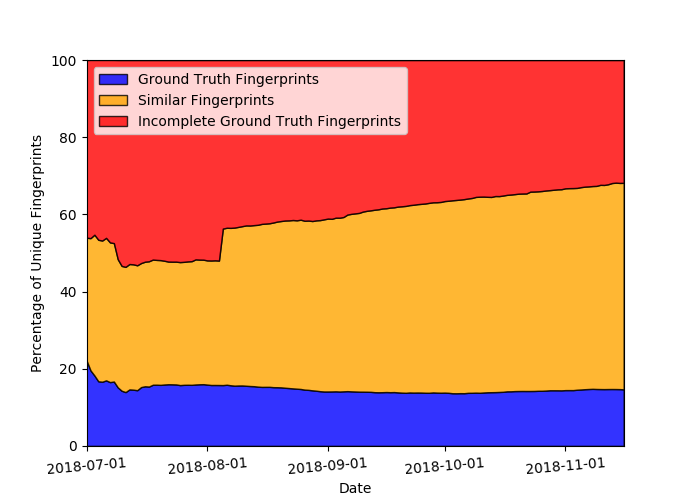 100
80
60
40
20
0
Percentage of Unique Fingerprints
Ground Truth Fingerprints
Similar Fingerprints
Incomplete Ground Truth Fingerprints
2018-07-01 2018-08-01 2018-09-01 2018-10-01 2018-11-01
Date